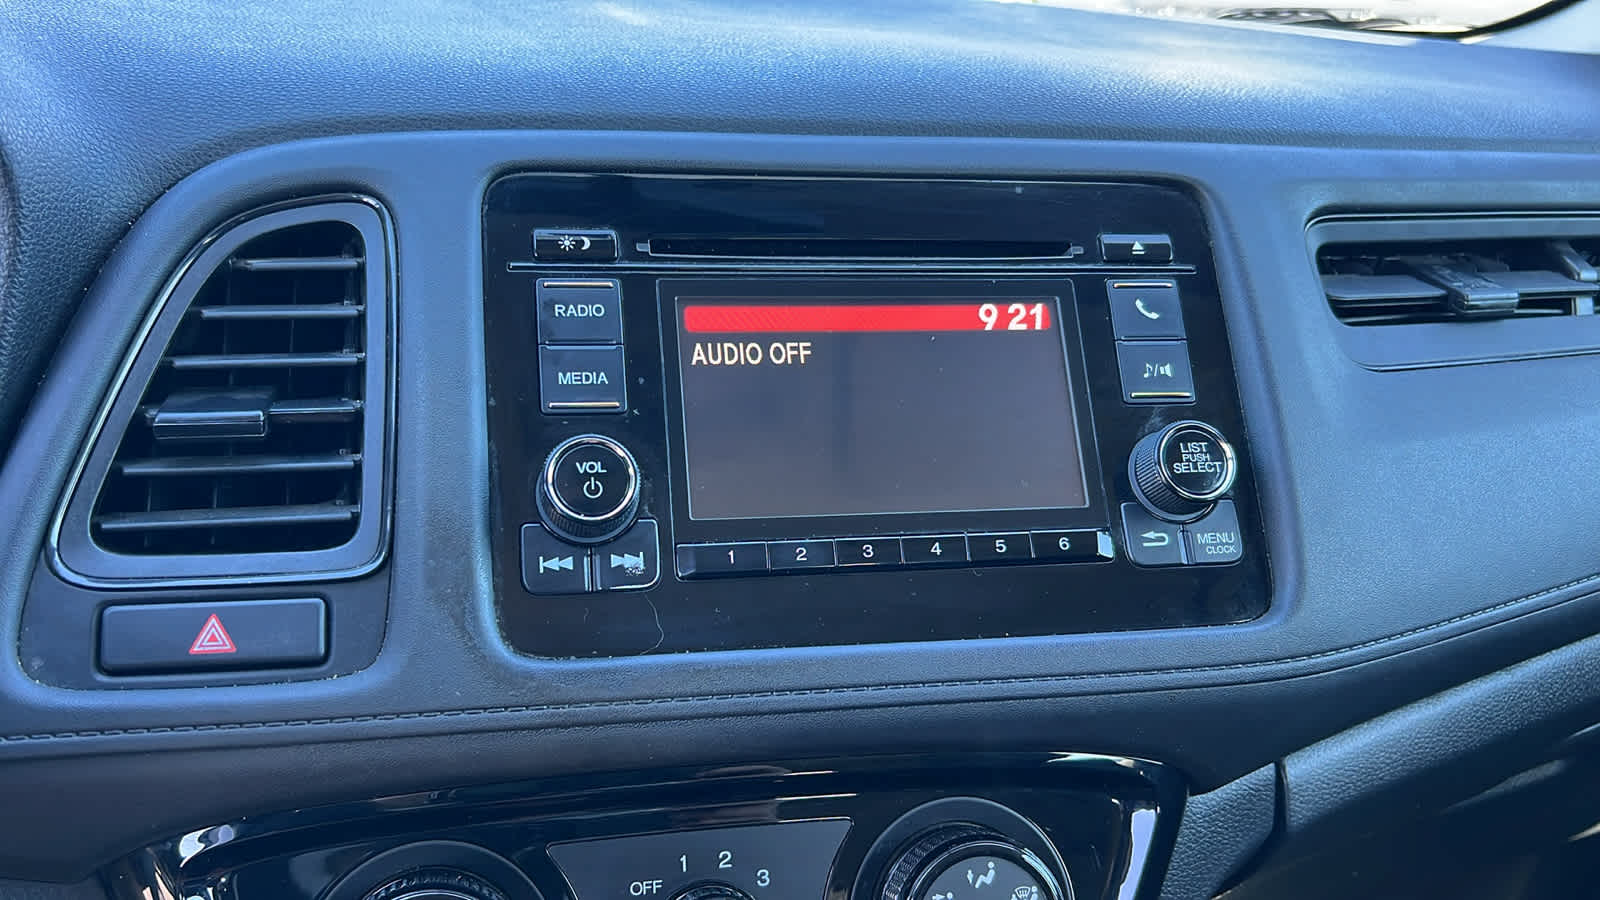 RADIO
9 21
AUDIO OFF
MEDIA
VOL
LIST
PUSH
SELECT
1 2 3 4 5 6
MENU
CLOCK
OFF 1 2 3